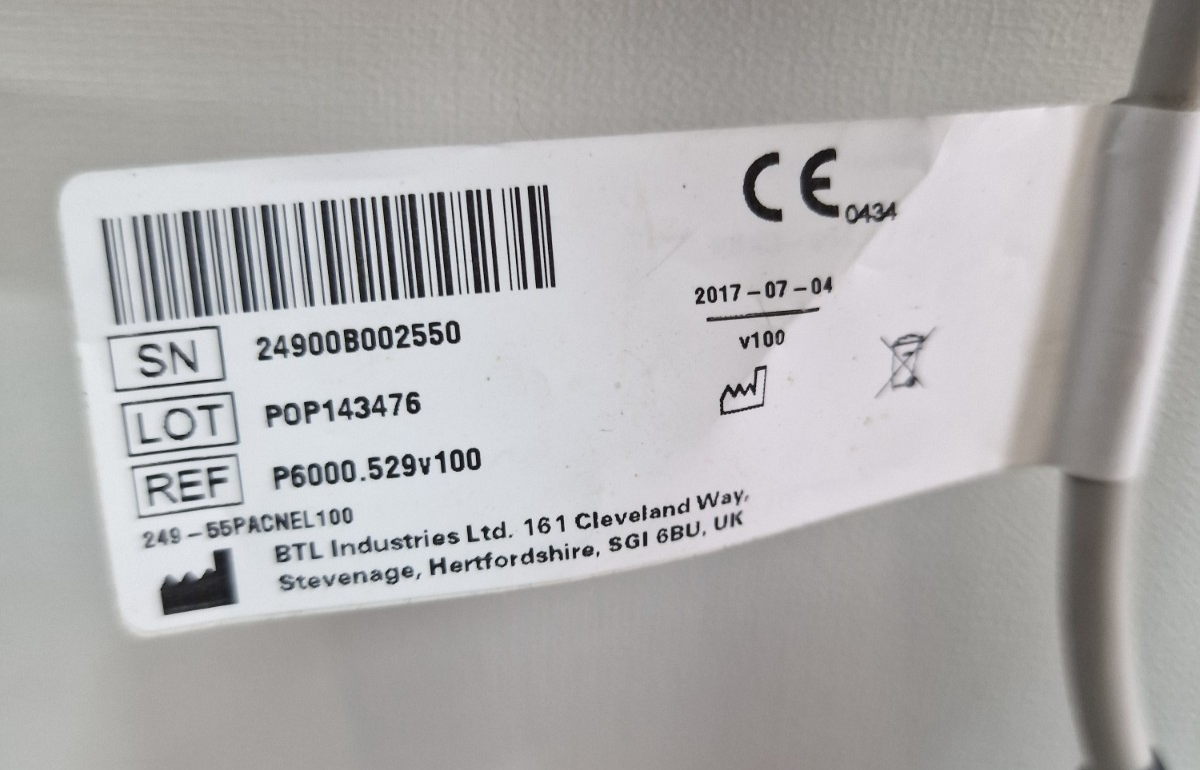 CE 0434
2017-07-04
v100
SN 24900B002550
LOT POP143476
REF P6000.529v100
249-55PACNEL100
BTL Industries Ltd. 161 Cleveland Way,
Stevenage, Hertfordshire, SGI 6BU, UK